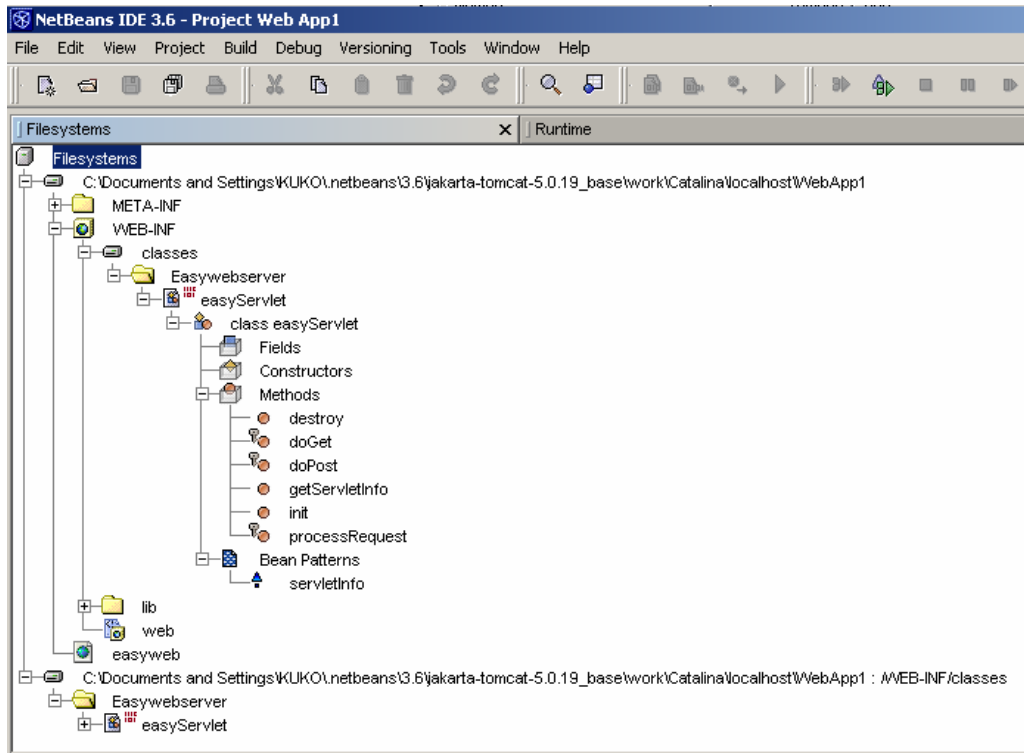 NetBeans IDE 3.6 - Project Web App1
File Edit View Project Build Debug Versioning Tools Window Help
Filesystems Runtime
Filesystems
C:\Documents and Settings\KUKO\.netbeans\3.6\jakarta-tomcat-5.0.19_base\work\Catalina\localhost\WebApp1
META-INF
WEB-INF
classes
Easywebserver
easyServlet
class easyServlet
Fields
Constructors
Methods
destroy
doGet
doPost
getServletInfo
init
processRequest
Bean Patterns
servletInfo
lib
web
easyweb
C:\Documents and Settings\KUKO\.netbeans\3.6\jakarta-tomcat-5.0.19_base\work\Catalina\localhost\WebApp1 : /WEB-INF/classes
Easywebserver
easyServlet